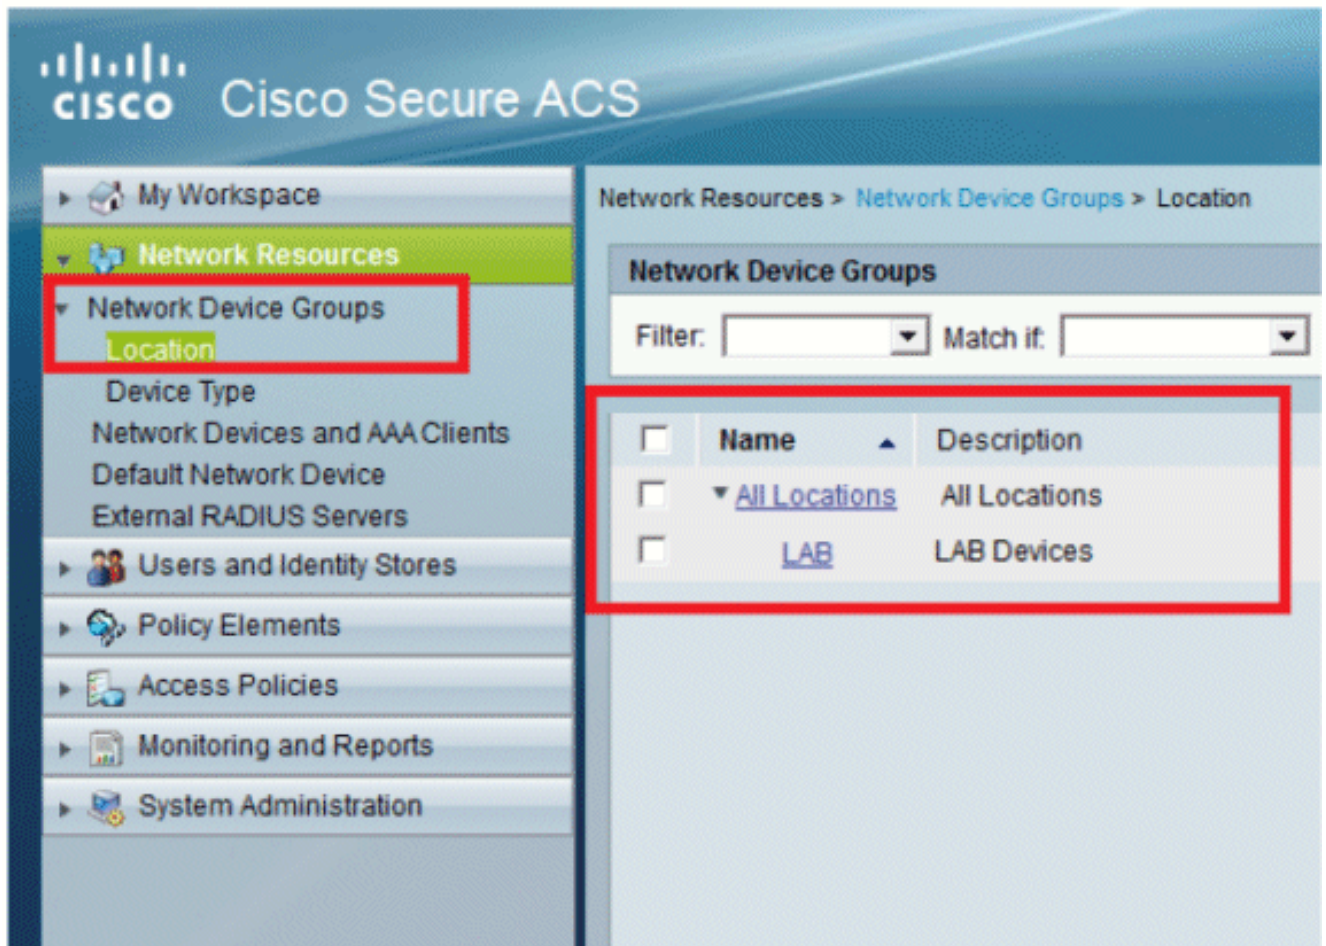 CISCO Cisco Secure ACS
My Workspace
Network Resources
Network Device Groups
Location
Device Type
Network Devices and AAA Clients
Default Network Device
External RADIUS Servers
Users and Identity Stores
Policy Elements
Access Policies
Monitoring and Reports
System Administration
Network Resources > Network Device Groups > Location
Network Device Groups
Filter: Match if:
Name Description
All Locations All Locations
LAB LAB Devices